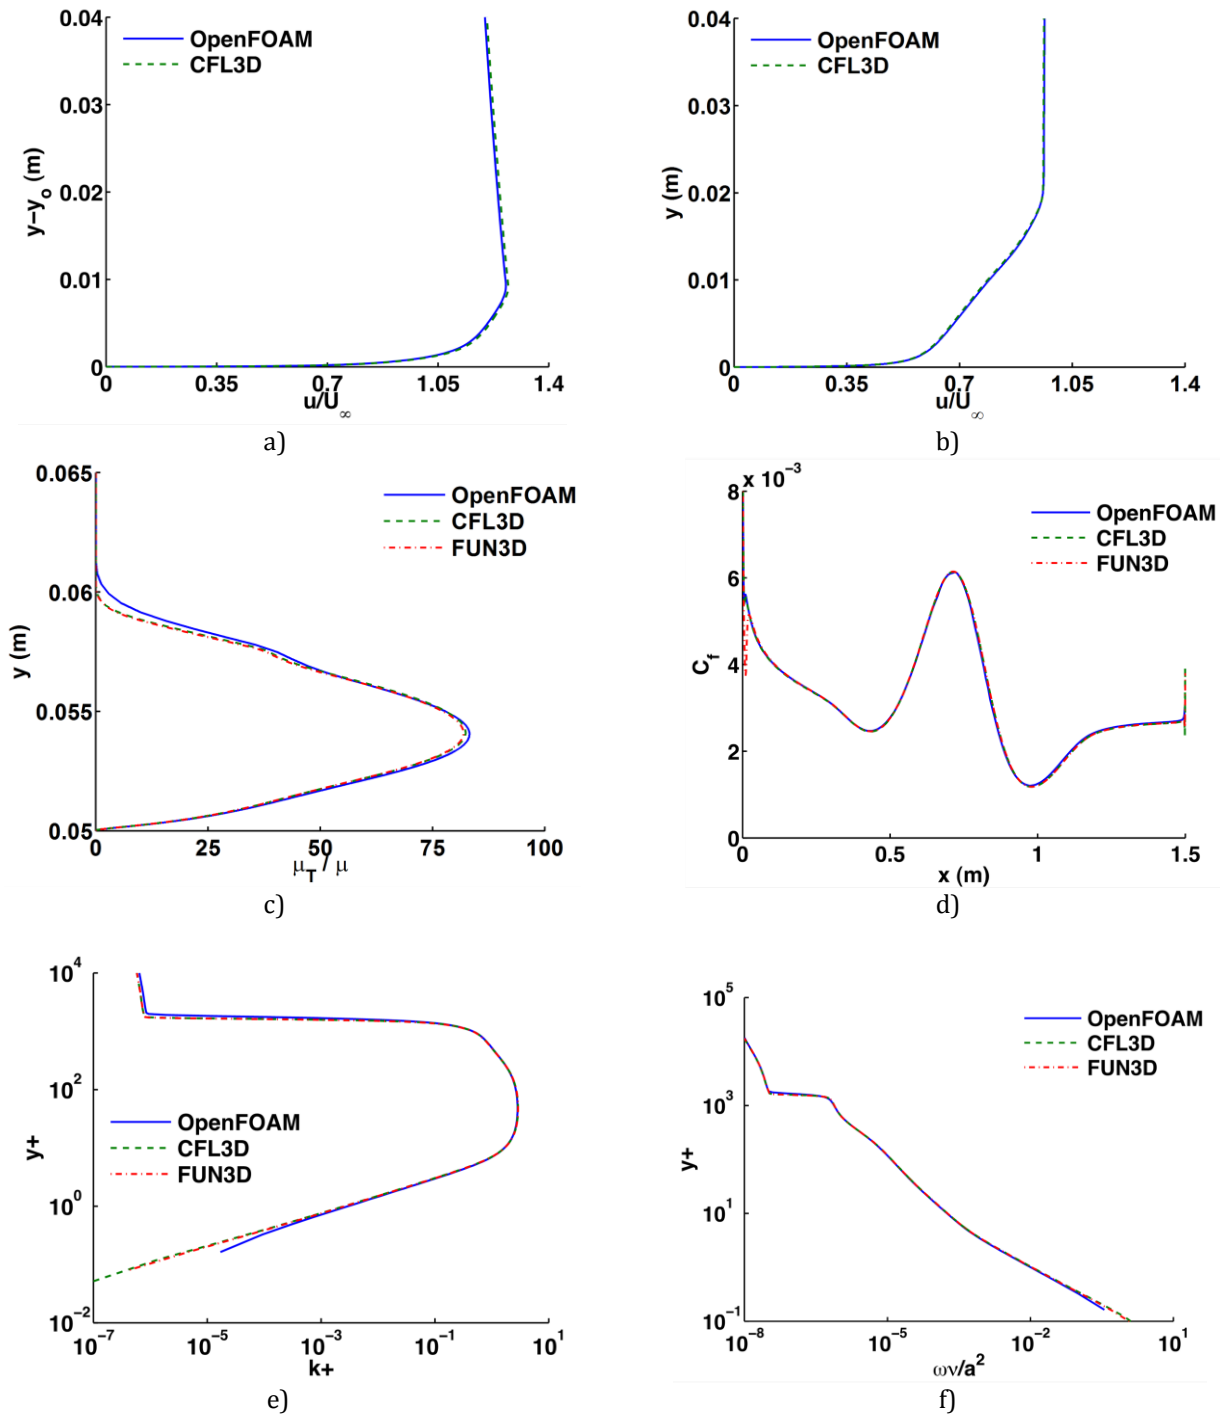 0.04
OpenFOAM
CFL3D
0.03
y−y_o (m)
0.02
0.01
0
0 0.35 0.7 1.05 1.4
u/U_∞
a)
0.04
OpenFOAM
CFL3D
0.03
y (m)
0.02
0.01
0
0 0.35 0.7 1.05 1.4
u/U_∞
b)
0.065
OpenFOAM
CFL3D
FUN3D
0.06
y (m)
0.055
0.05
0 25 50 75 100
μ_T / μ
c)
x 10^−3
8
OpenFOAM
CFL3D
FUN3D
6
C_f
4
2
0
0 0.5 1 1.5
x (m)
d)
10^4
10^2
OpenFOAM
CFL3D
FUN3D
y+
10^0
10^−2
10^−7 10^−5 10^−3 10^−1 10^1
k+
e)
10^5
OpenFOAM
CFL3D
FUN3D
10^3
y+
10^1
10^−1
10^−8 10^−5 10^−2 10^1
ων/a^2
f)